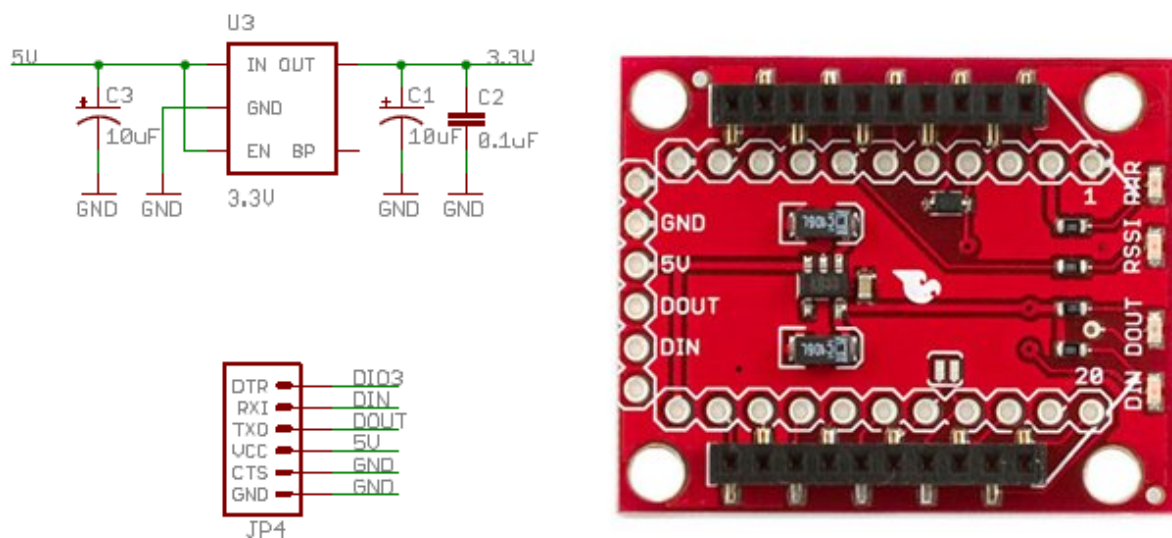 U3
5V
IN OUT
3.3V
C3
GND
C1
C2
10uF
EN BP
10uF
0.1uF
GND
GND
3.3V
GND
GND
DTR DIO3
RXI DIN
TXO DOUT
VCC 5V
CTS GND
GND GND
JP4
1
PWR
GND
RSSI
5V
DOUT
DOUT
DIN
20
DIN